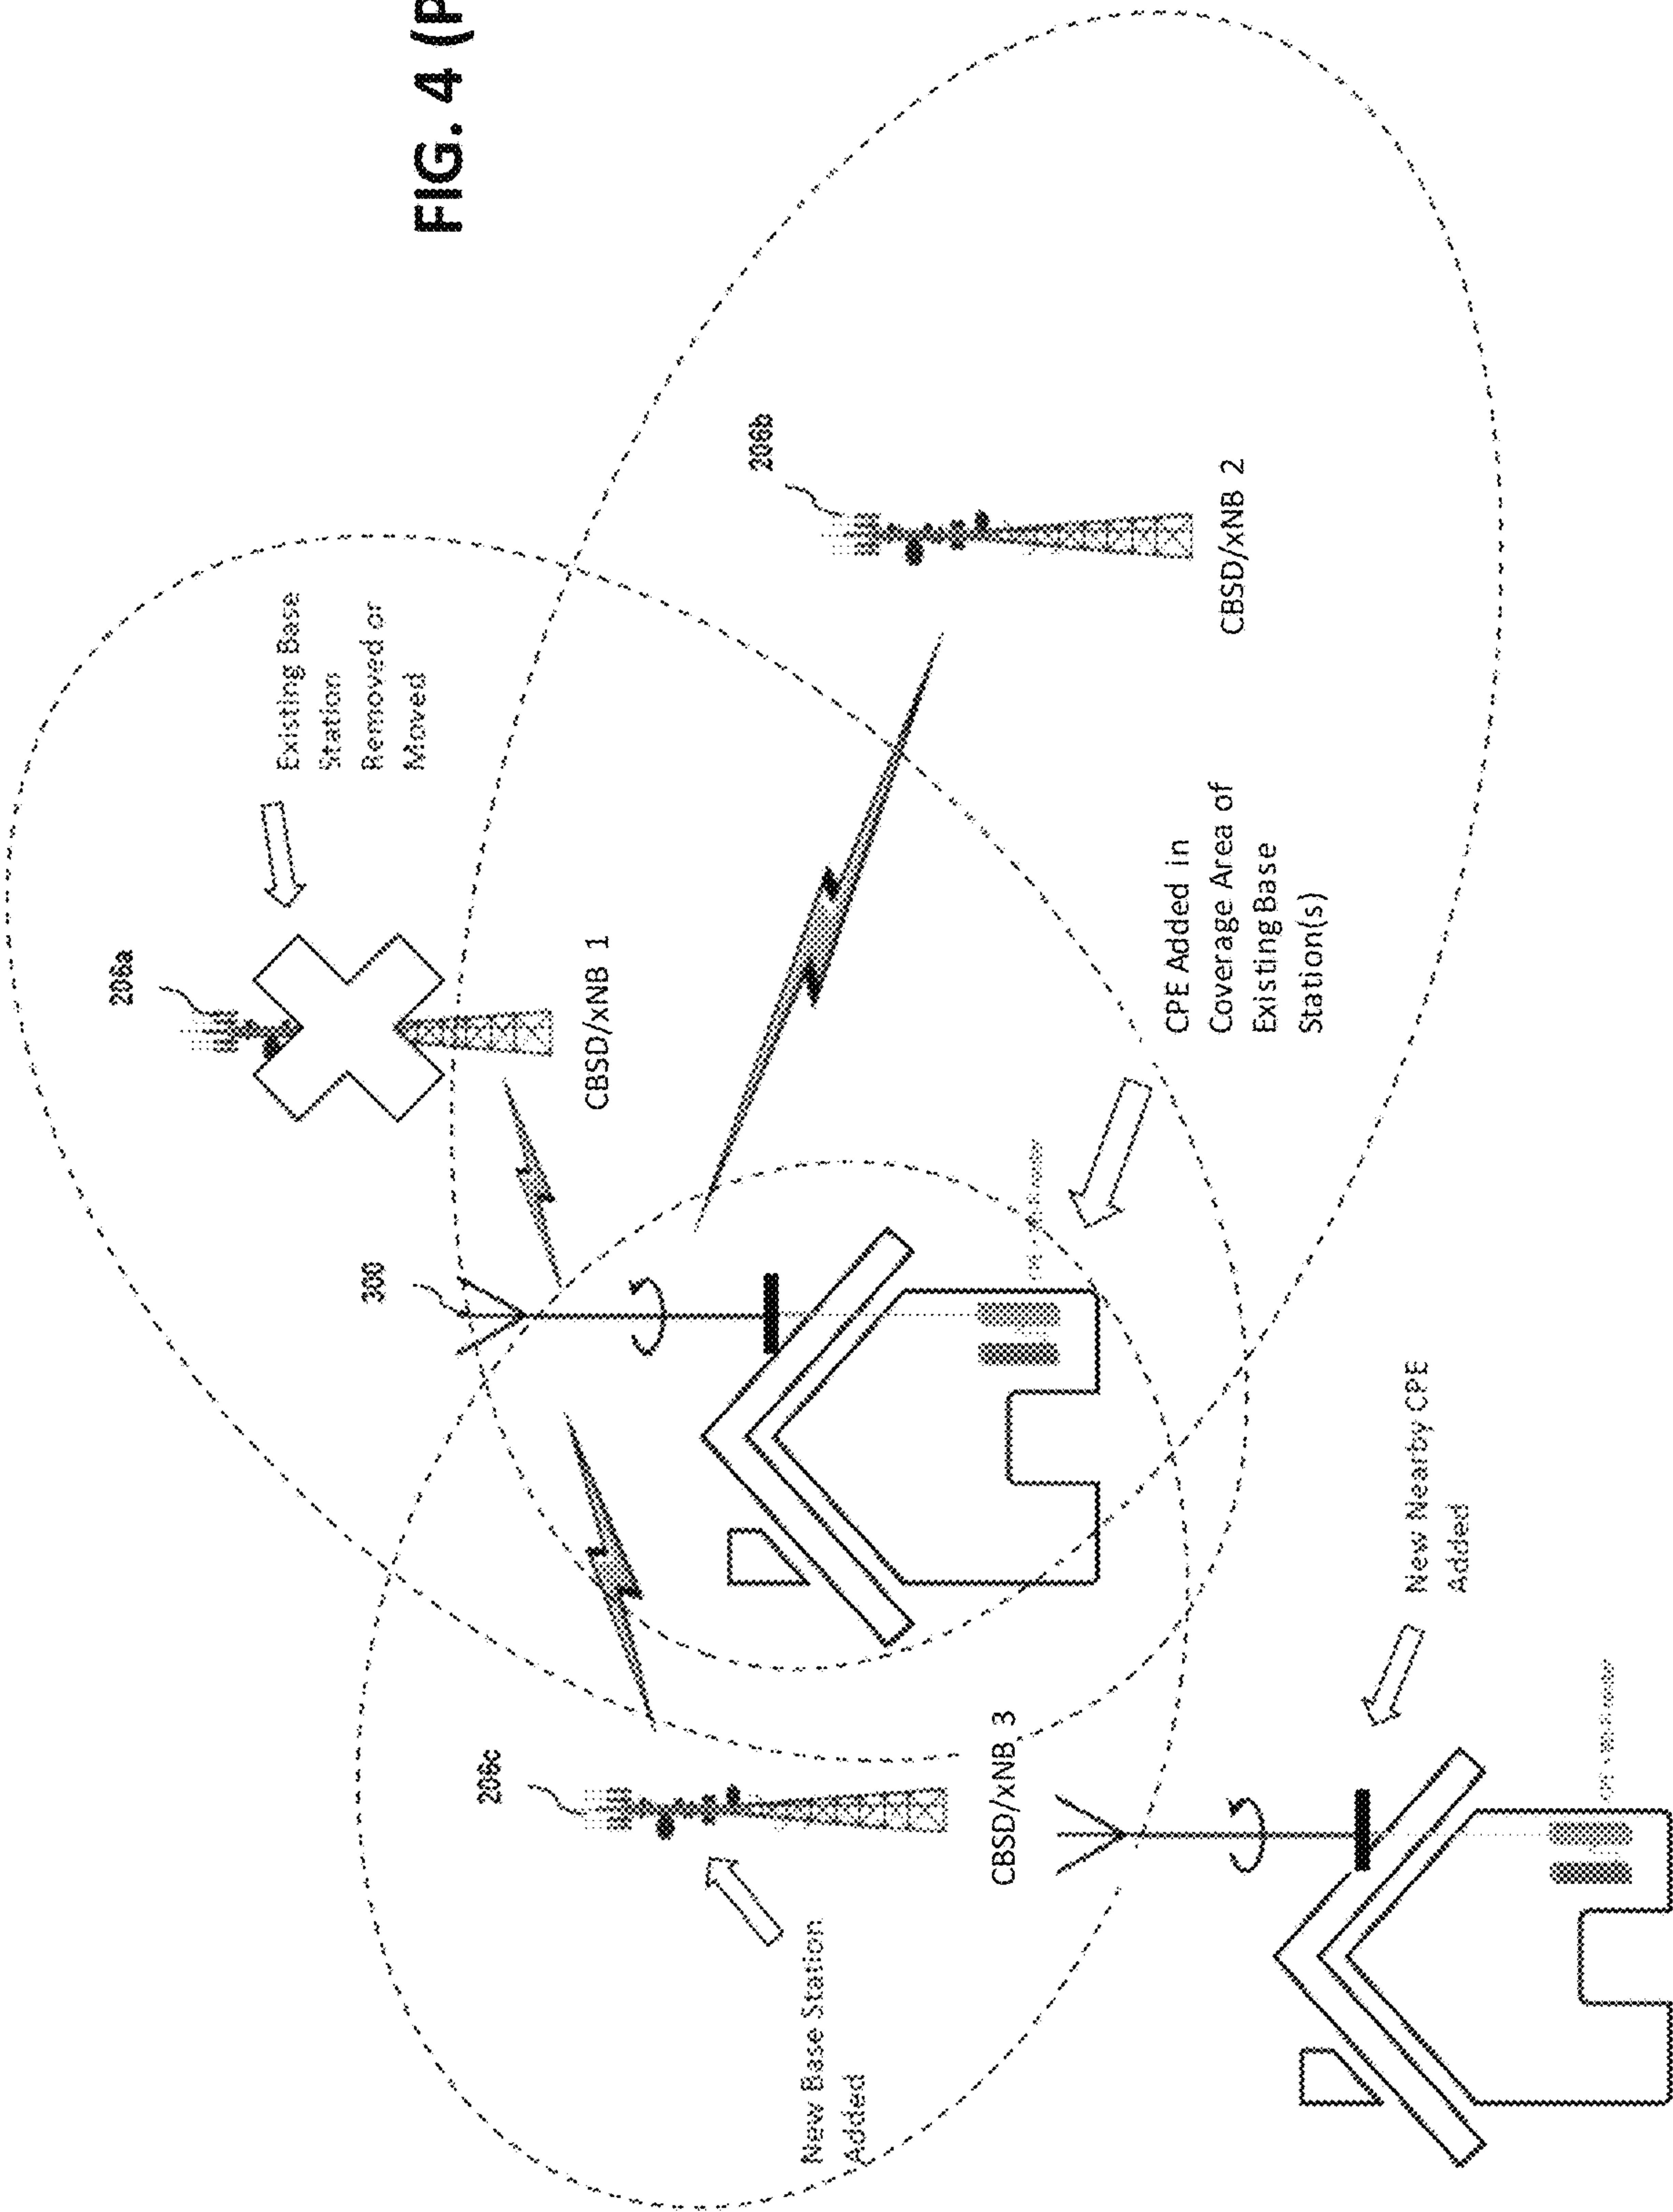 FIG. 4 (P
206a
Existing Base
Station
Removed or
Moved
CBSD/xNB 1
206b
CBSD/xNB 2
300
CPE Added in
Coverage Area of
Existing Base
Station(s)
206c
New Base Station
Added
CBSD/xNB 3
New Nearby CPE
Added